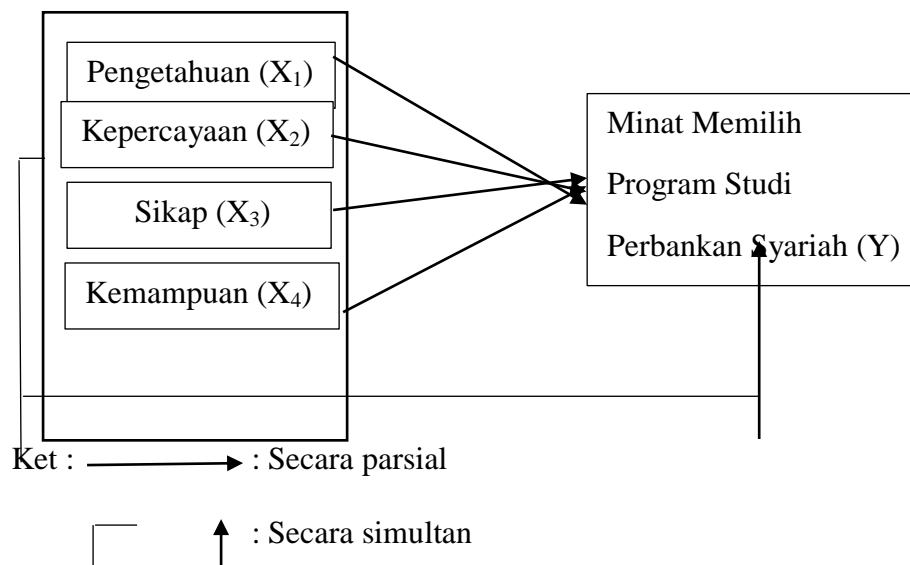 Pengetahuan (X₁)
Kepercayaan (X₂)
Sikap (X₃)
Kemampuan (X₄)
Minat Memilih
Program Studi
Perbankan Syariah (Y)
Ket : : Secara parsial
: Secara simultan